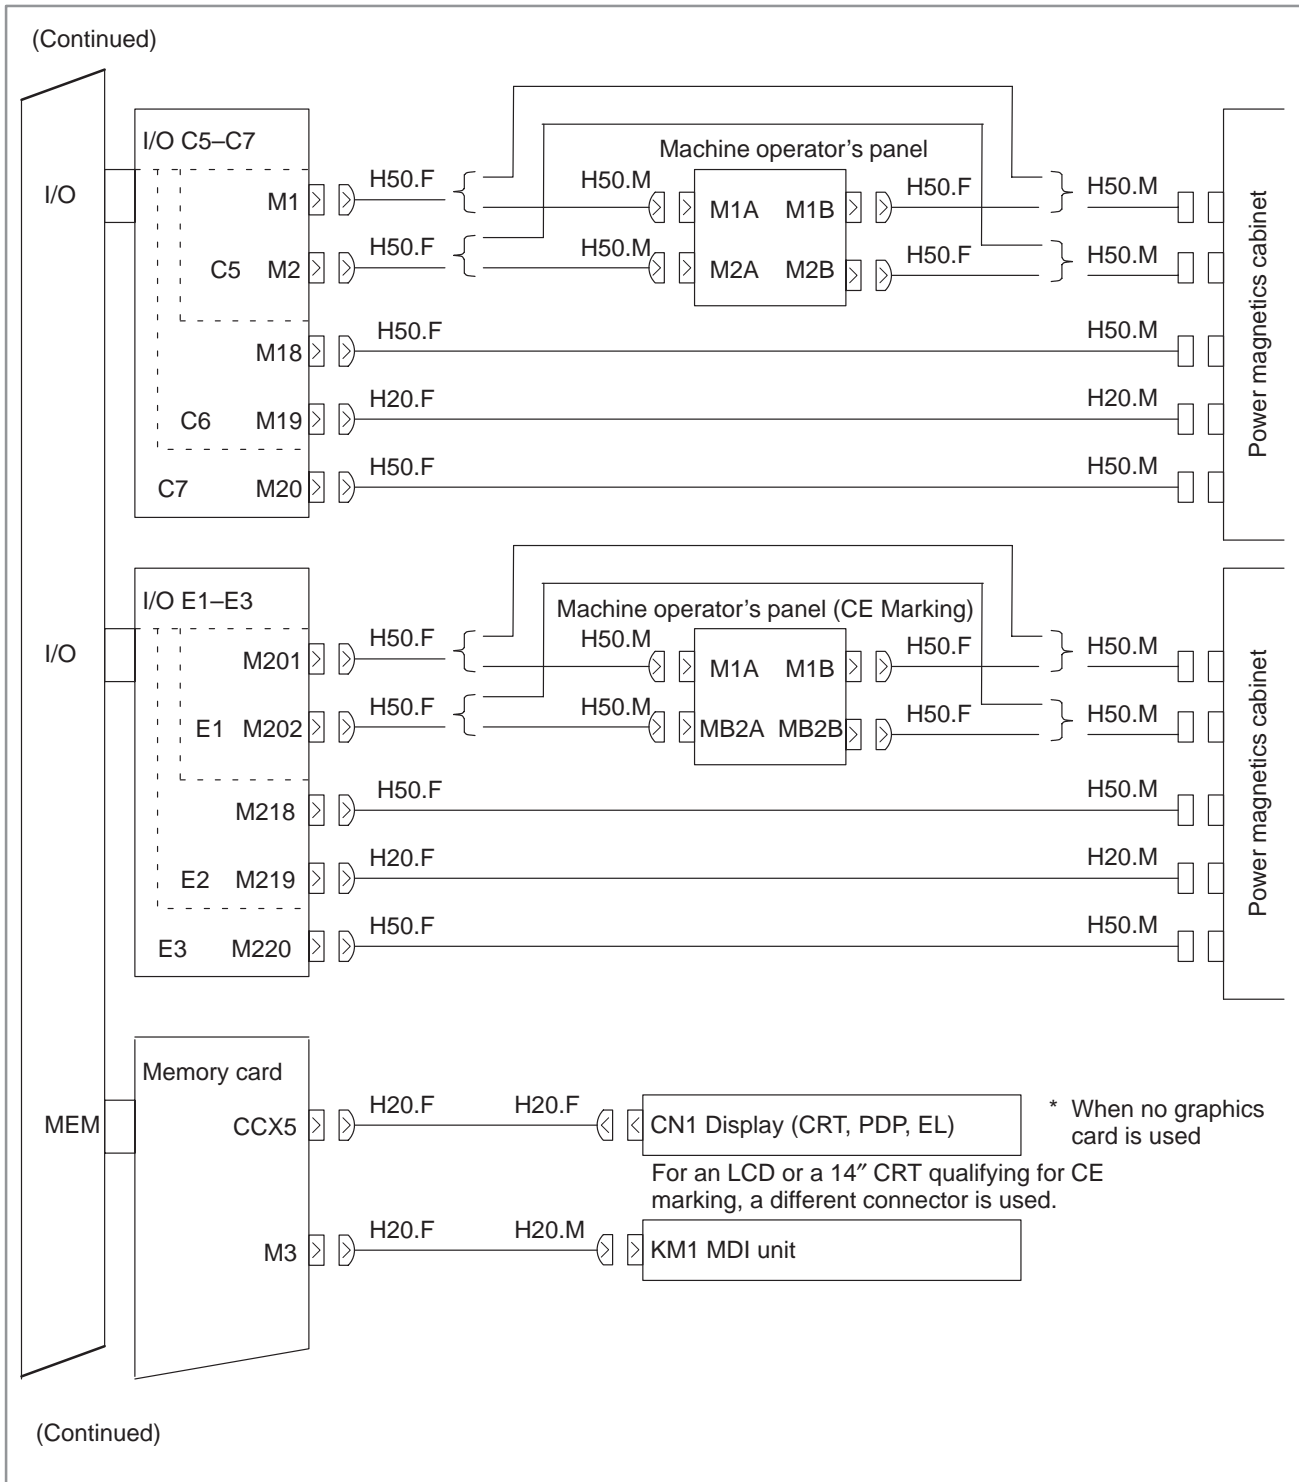 (Continued)
I/O C5–C7
Machine operator's panel
I/O
M1
H50.F
H50.M
M1A M1B
H50.F
H50.M
C5 M2
H50.F
H50.M
M2A M2B
H50.F
H50.M
M18
H50.F
H50.M
C6 M19
H20.F
H20.M
C7 M20
H50.F
H50.M
Power magnetics cabinet
I/O E1–E3
Machine operator's panel (CE Marking)
I/O
M201
H50.F
H50.M
M1A M1B
H50.F
H50.M
E1 M202
H50.F
H50.M
MB2A MB2B
H50.F
H50.M
M218
H50.F
H50.M
E2 M219
H20.F
H20.M
E3 M220
H50.F
H50.M
Power magnetics cabinet
Memory card
MEM
CCX5
H20.F
H20.F
CN1 Display (CRT, PDP, EL)
* When no graphics
card is used
For an LCD or a 14″ CRT qualifying for CE
marking, a different connector is used.
M3
H20.F
H20.M
KM1 MDI unit
(Continued)